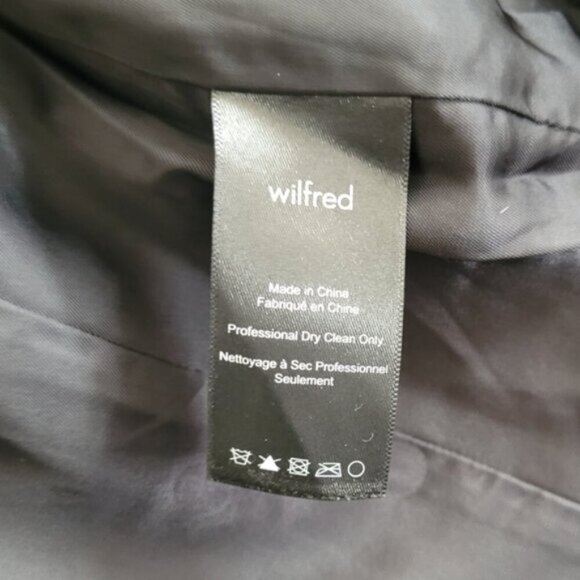 wilfred
Made in China
Fabriqué en Chine
Professional Dry Clean Only
Nettoyage à Sec Professionnel
Seulement